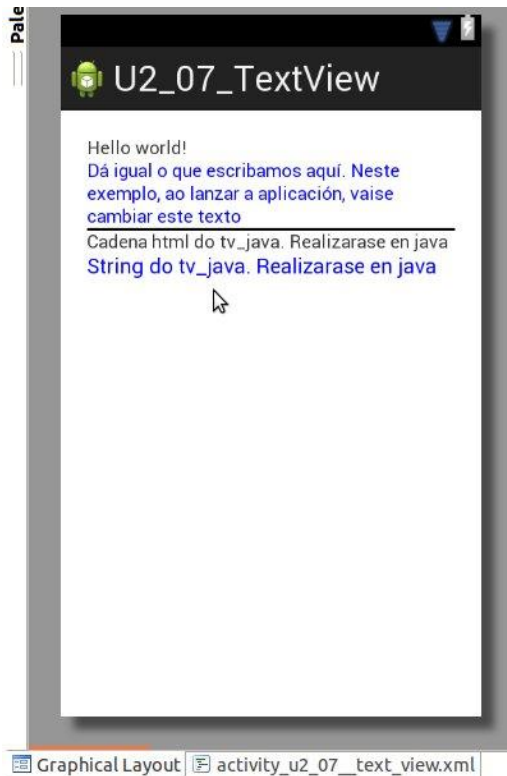 Pale
U2_07_TextView
Hello world!
Dá igual o que escribamos aquí. Neste
exemplo, ao lanzar a aplicación, vaise
cambiar este texto
Cadena html do tv_java. Realizarase en java
String do tv_java. Realizarase en java
Graphical Layout
activity_u2_07__text_view.xml